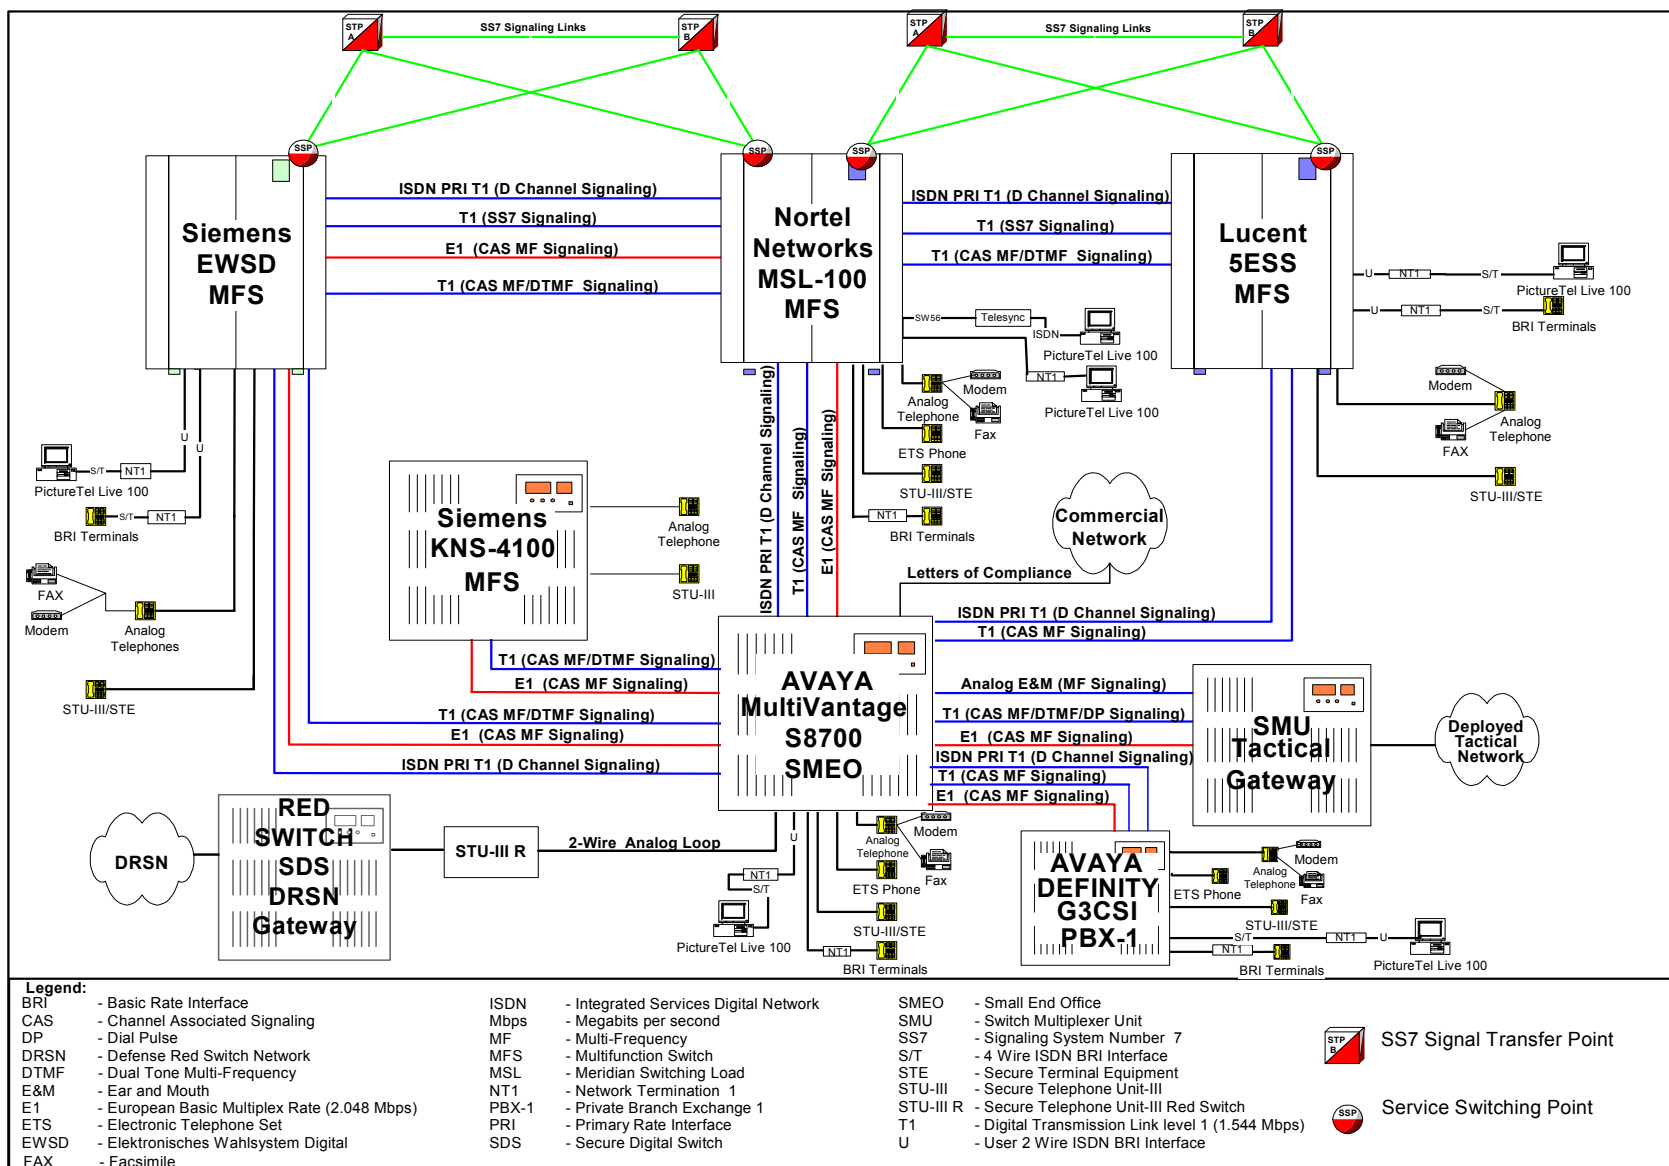 STP
A
SS7 Signaling Links
STP
B
STP
A
SS7 Signaling Links
STP
B
SSP
SSP
SSP
SSP
Siemens
EWSD
MFS
ISDN PRI T1 (D Channel Signaling)
T1 (SS7 Signaling)
E1 (CAS MF Signaling)
T1 (CAS MF/DTMF Signaling)
Nortel
Networks
MSL-100
MFS
ISDN PRI T1 (D Channel Signaling)
T1 (SS7 Signaling)
T1 (CAS MF/DTMF Signaling)
Lucent
5ESS
MFS
U
NT1
S/T
PictureTel Live 100
U
NT1
S/T
BRI Terminals
SW56
Telesync
ISDN
PictureTel Live 100
NT1
PictureTel Live 100
Modem
Analog
Telephone
Fax
ETS Phone
STU-III/STE
NT1
BRI Terminals
Modem
Analog
Telephone
FAX
STU-III/STE
U
U
S/T
NT1
PictureTel Live 100
S/T
NT1
BRI Terminals
FAX
Modem
Analog
Telephones
STU-III/STE
Siemens
KNS-4100
MFS
Analog
Telephone
STU-III
ISDN PRI T1 (D Channel Signaling)
T1 (CAS MF Signaling)
E1 (CAS MF Signaling)
Commercial
Network
Letters of Compliance
ISDN PRI T1 (D Channel Signaling)
T1 (CAS MF Signaling)
T1 (CAS MF/DTMF Signaling)
E1 (CAS MF Signaling)
T1 (CAS MF/DTMF Signaling)
E1 (CAS MF Signaling)
ISDN PRI T1 (D Channel Signaling)
AVAYA
MultiVantage
S8700
SMEO
Analog E&M (MF Signaling)
T1 (CAS MF/DTMF/DP Signaling)
E1 (CAS MF Signaling)
ISDN PRI T1 (D Channel Signaling)
T1 (CAS MF Signaling)
E1 (CAS MF Signaling)
SMU
Tactical
Gateway
Deployed
Tactical
Network
DRSN
RED
SWITCH
SDS
DRSN
Gateway
STU-III R
2-Wire Analog Loop
U
NT1
S/T
PictureTel Live 100
Modem
Analog
Telephone
Fax
ETS Phone
STU-III/STE
NT1
BRI Terminals
AVAYA
DEFINITY
G3CSI
PBX-1
Modem
Analog
Telephone
Fax
ETS Phone
STU-III/STE
S/T
NT1
U
PictureTel Live 100
NT1
BRI Terminals
Legend:
BRI - Basic Rate Interface
CAS - Channel Associated Signaling
DP - Dial Pulse
DRSN - Defense Red Switch Network
DTMF - Dual Tone Multi-Frequency
E&M - Ear and Mouth
E1 - European Basic Multiplex Rate (2.048 Mbps)
ETS - Electronic Telephone Set
EWSD - Elektronisches Wahlsystem Digital
FAX - Facsimile
ISDN - Integrated Services Digital Network
Mbps - Megabits per second
MF - Multi-Frequency
MFS - Multifunction Switch
MSL - Meridian Switching Load
NT1 - Network Termination 1
PBX-1 - Private Branch Exchange 1
PRI - Primary Rate Interface
SDS - Secure Digital Switch
SMEO - Small End Office
SMU - Switch Multiplexer Unit
SS7 - Signaling System Number 7
S/T - 4 Wire ISDN BRI Interface
STE - Secure Terminal Equipment
STU-III - Secure Telephone Unit-III
STU-III R - Secure Telephone Unit-III Red Switch
T1 - Digital Transmission Link level 1 (1.544 Mbps)
U - User 2 Wire ISDN BRI Interface
STP
B
SS7 Signal Transfer Point
SSP
Service Switching Point